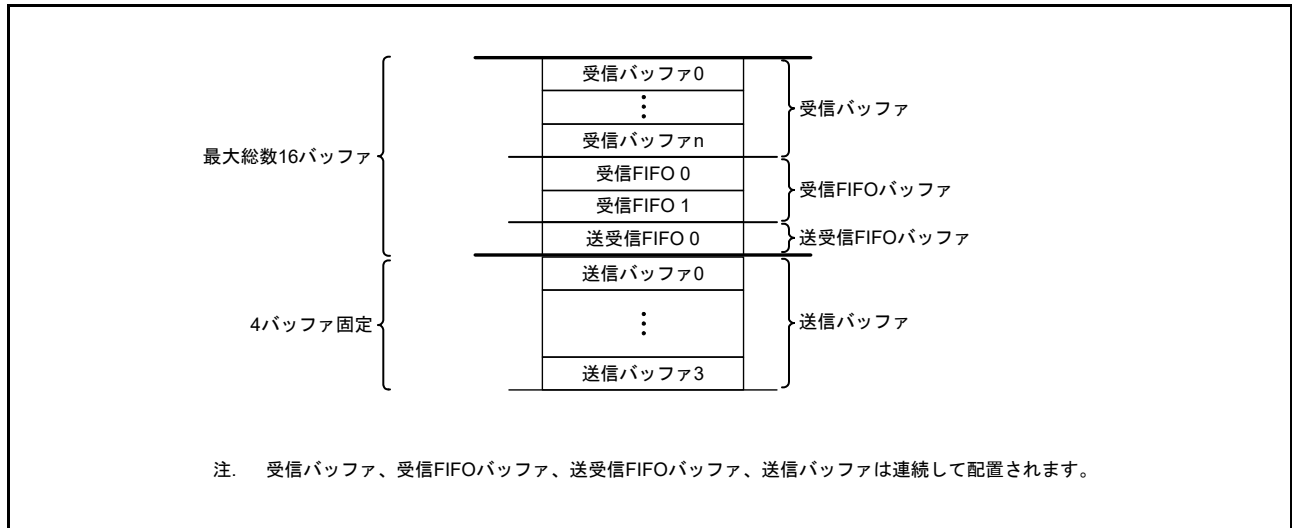 受信バッファ0
受信バッファ
受信バッファn
最大総数16バッファ
受信FIFO 0
受信FIFOバッファ
受信FIFO 1
送受信FIFO 0
送受信FIFOバッファ
送信バッファ0
4バッファ固定
送信バッファ
送信バッファ3
注. 受信バッファ、受信FIFOバッファ、送受信FIFOバッファ、送信バッファは連続して配置されます。